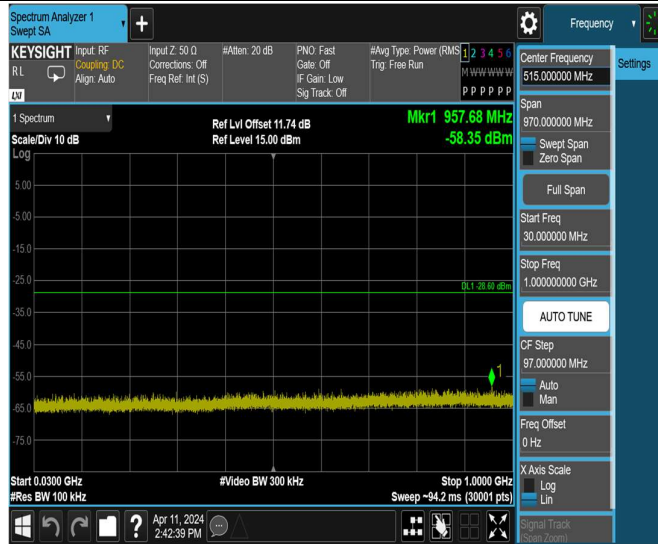 Spectrum Analyzer 1
Swept SA
Frequency
KEYSIGHT
RL
LXI
Input: RF
Coupling: DC
Align: Auto
Input Z: 50 Ω
Corrections: Off
Freq Ref: Int (S)
#Atten: 20 dB
PNO: Fast
Gate: Off
IF Gain: Low
Sig Track: Off
#Avg Type: Power (RMS
Trig: Free Run
1 2 3 4 5 6
M W W W W W
P P P P P P
1 Spectrum
Scale/Div 10 dB
Log
Ref Lvl Offset 11.74 dB
Ref Level 15.00 dBm
Mkr1 957.68 MHz
-58.35 dBm
5.00
-5.00
-15.0
-25.0
DL1 -28.60 dBm
-35.0
-45.0
1
-55.0
-65.0
-75.0
Start 0.0300 GHz
#Res BW 100 kHz
#Video BW 300 kHz
Stop 1.0000 GHz
Sweep ~94.2 ms (30001 pts)
Apr 11, 2024
2:42:39 PM
Center Frequency
515.000000 MHz
Settings
Span
970.000000 MHz
Swept Span
Zero Span
Full Span
Start Freq
30.000000 MHz
Stop Freq
1.000000000 GHz
AUTO TUNE
CF Step
97.000000 MHz
Auto
Man
Freq Offset
0 Hz
X Axis Scale
Log
Lin
Signal Track
(Span Zoom)